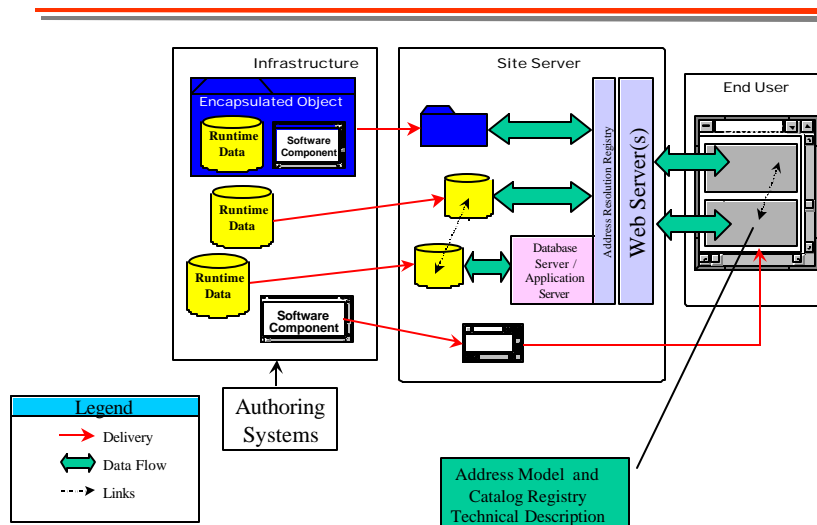 Infrastructure
Encapsulated Object
Runtime
Data
Software
Component
Runtime
Data
Runtime
Data
Software
Component
Authoring
Systems
Site Server
Address Resolution Registry
Web Server(s)
Database
Server /
Application
Server
End User
Legend
Delivery
Data Flow
Links
Address Model and
Catalog Registry
Technical Description